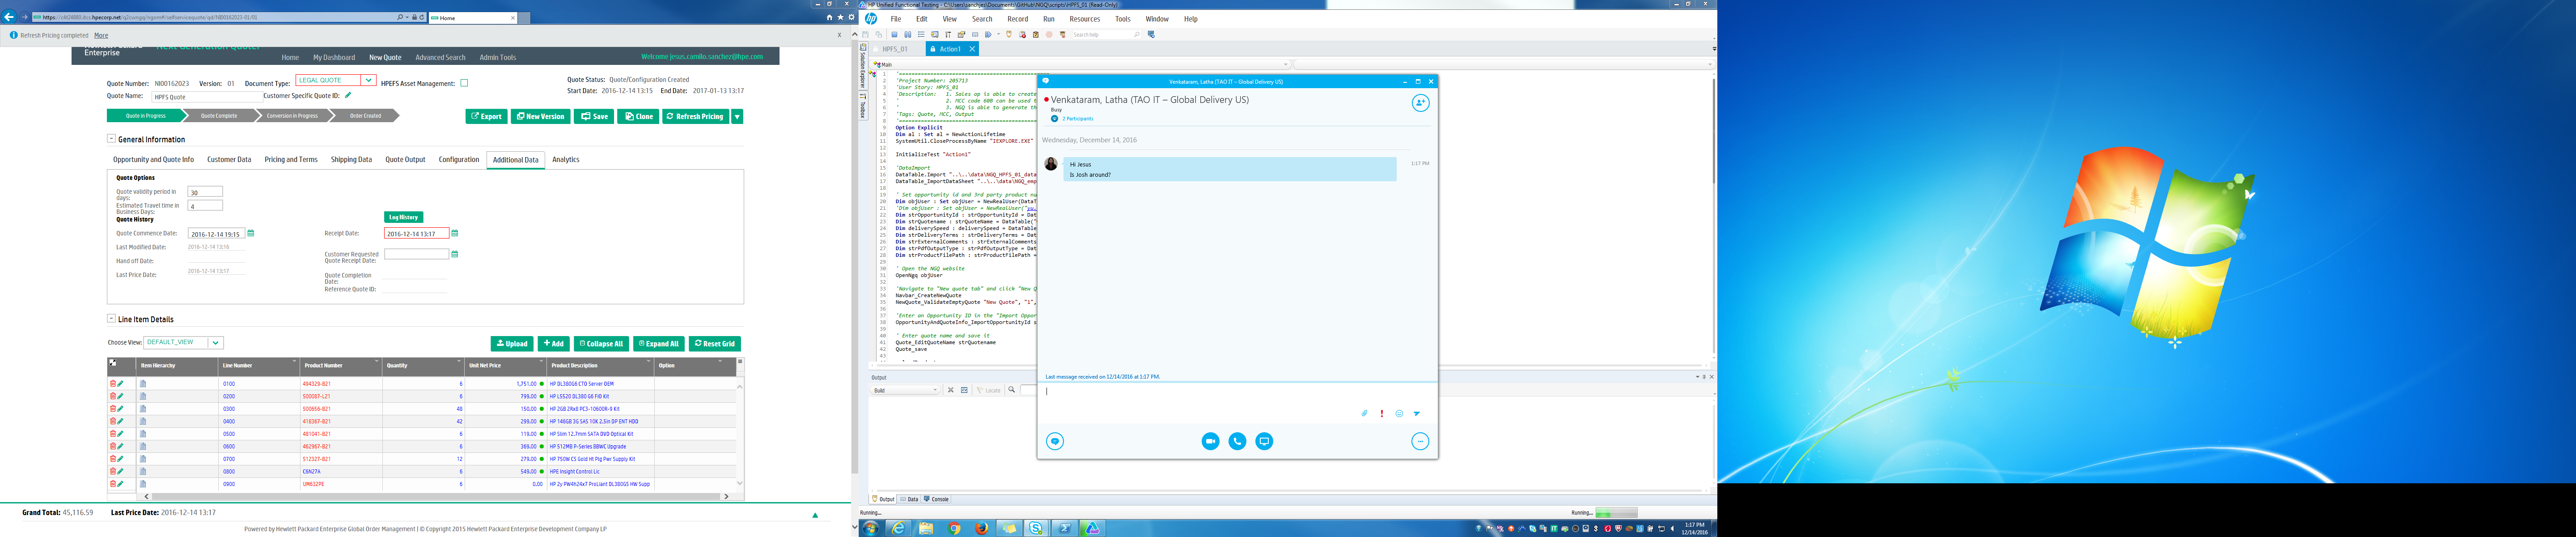 https://
Home
Refresh Pricing completed More
Enterprise
Home My Dashboard New Quote Advanced Search Admin Tools
Welcome jesus.camilo.sanchez@hpe.com
Quote Number: NI00162023 Version: 01 Document Type: LEGAL QUOTE HPEFS Asset Management:
Quote Status: Quote/Configuration Created
Quote Name: HPFS Quote Customer Specific Quote ID:
Start Date: 2016-12-14 13:15 End Date: 2017-01-13 13:17
Quote in Progress Quote Complete Conversion in Progress Order Created
Export New Version Save Clone Refresh Pricing
General Information
Opportunity and Quote Info Customer Data Pricing and Terms Shipping Data Quote Output Configuration Additional Data Analytics
Quote Options
Quote validity period in days: 30
Estimated Travel time in Business Days: 4
Quote History
Log History
Quote Commence Date: 2016-12-14 19:15 Receipt Date: 2016-12-14 13:17
Last Modified Date: 2016-12-14 13:16
Customer Requested Quote Receipt Date:
Hand off Date:
Last Price Date: 2016-12-14 13:17
Quote Completion Date:
Reference Quote ID:
Line Item Details
Choose View: DEFAULT_VIEW
Upload Add Collapse All Expand All Reset Grid
Item Hierarchy Line Number Product Number Quantity Unit Net Price Product Description Option
0100 494329-B21 6 1,751.00 HP DL380G6 CTO Server OEM
0200 500087-L21 6 799.00 HP L5520 DL380 G6 FIO Kit
0300 500656-B21 48 150.00 HP 2GB 2Rx8 PC3-10600R-9 Kit
0400 418367-B21 42 299.00 HP 146GB 3G SAS 10K 2.5in DP ENT HDD
0500 481041-B21 6 119.00 HP Slim 12.7mm SATA DVD Optical Kit
0600 462967-B21 6 369.00 HP 512MB P-Series BBWC Upgrade
0700 512327-B21 12 279.00 HP 750W CS Gold Ht Plg Pwr Supply Kit
0800 C6N27A 6 549.00 HPE Insight Control Lic
0900 UM632PE 6 0.00 HP 2y PW4h24x7 ProLiant DL380G5 HW Supp
Grand Total: 45,116.59 Last Price Date: 2016-12-14 13:17
Powered by Hewlett Packard Enterprise Global Order Management | © Copyright 2015 Hewlett Packard Enterprise Development Company LP
HP Unified Functional Testing - C:\Users\sanchjes\Documents\GitHub\NGQ\scripts\HPFS_01 (Read-Only)
File Edit View Search Record Run Resources Tools Window Help
Search help
HPFS_01 Action1
Solution Explorer
Toolbox
Main
'Project Number: 205713
'User Story: HPFS_01
'Description: 1. Sales op is able to create
' 2. MCC code 60B can be used t
' 3. NGQ is able to generate th
'Tags: Quote, MCC, Output
Option Explicit
Dim al : Set al = NewActionLifetime
SystemUtil.CloseProcessByName "IEXPLORE.EXE"
InitializeTest "Action1"
'DataImport
DataTable.Import "..\..\data\NGQ_HPFS_01_data
DataTable_ImportDataSheet "..\..\data\NGQ_emp
' Set opportunity id and 3rd party product nu
Dim objUser : Set objUser = NewRealUser(DataT
'Dim objUser : Set objUser = NewRealUser("
Dim strOpportunityId : strOpportunityId = Dat
Dim strQuotename : strQuoteName = DataTable("
Dim deliverySpeed : deliverySpeed = DataTable
Dim strDeliveryTerms : strDeliveryTerms = Dat
Dim strExternalComments : strExternalComments
Dim strPdfOutputType : strPdfOutputType = Dat
Dim strProductFilePath : strProductFilePath =
' Open the NGQ website
OpenNgq objUser
'Navigate to "New quote tab" and click "New Q
Navbar_CreateNewQuote
NewQuote_ValidateEmptyQuote "New Quote", "1",
'Enter an Opportunity ID in the "Import Oppor
OpportunityAndQuoteInfo_ImportOpportunityId s
' Enter quote name and save it
Quote_EditQuoteName strQuotename
Quote_save
Output
Build
Locate
Output Data Console
Running...
Running...
Venkataram, Latha (TAO IT – Global Delivery US)
Venkataram, Latha (TAO IT – Global Delivery US)
Busy
2 Participants
Wednesday, December 14, 2016
Hi Jesus 1:17 PM
Is Josh around?
Last message received on 12/14/2016 at 1:17 PM.
1:17 PM
12/14/2016